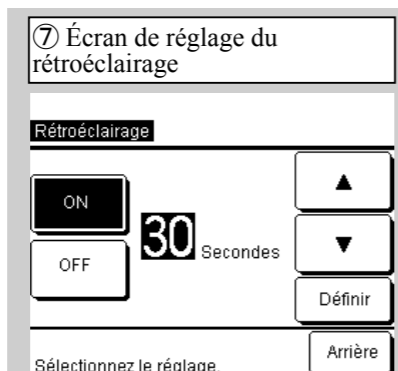 ⑦ Écran de réglage du
rétroéclairage
Rétroéclairage
ON
OFF
30 Secondes
▲
▼
Définir
Sélectionnez le réglage.
Arrière